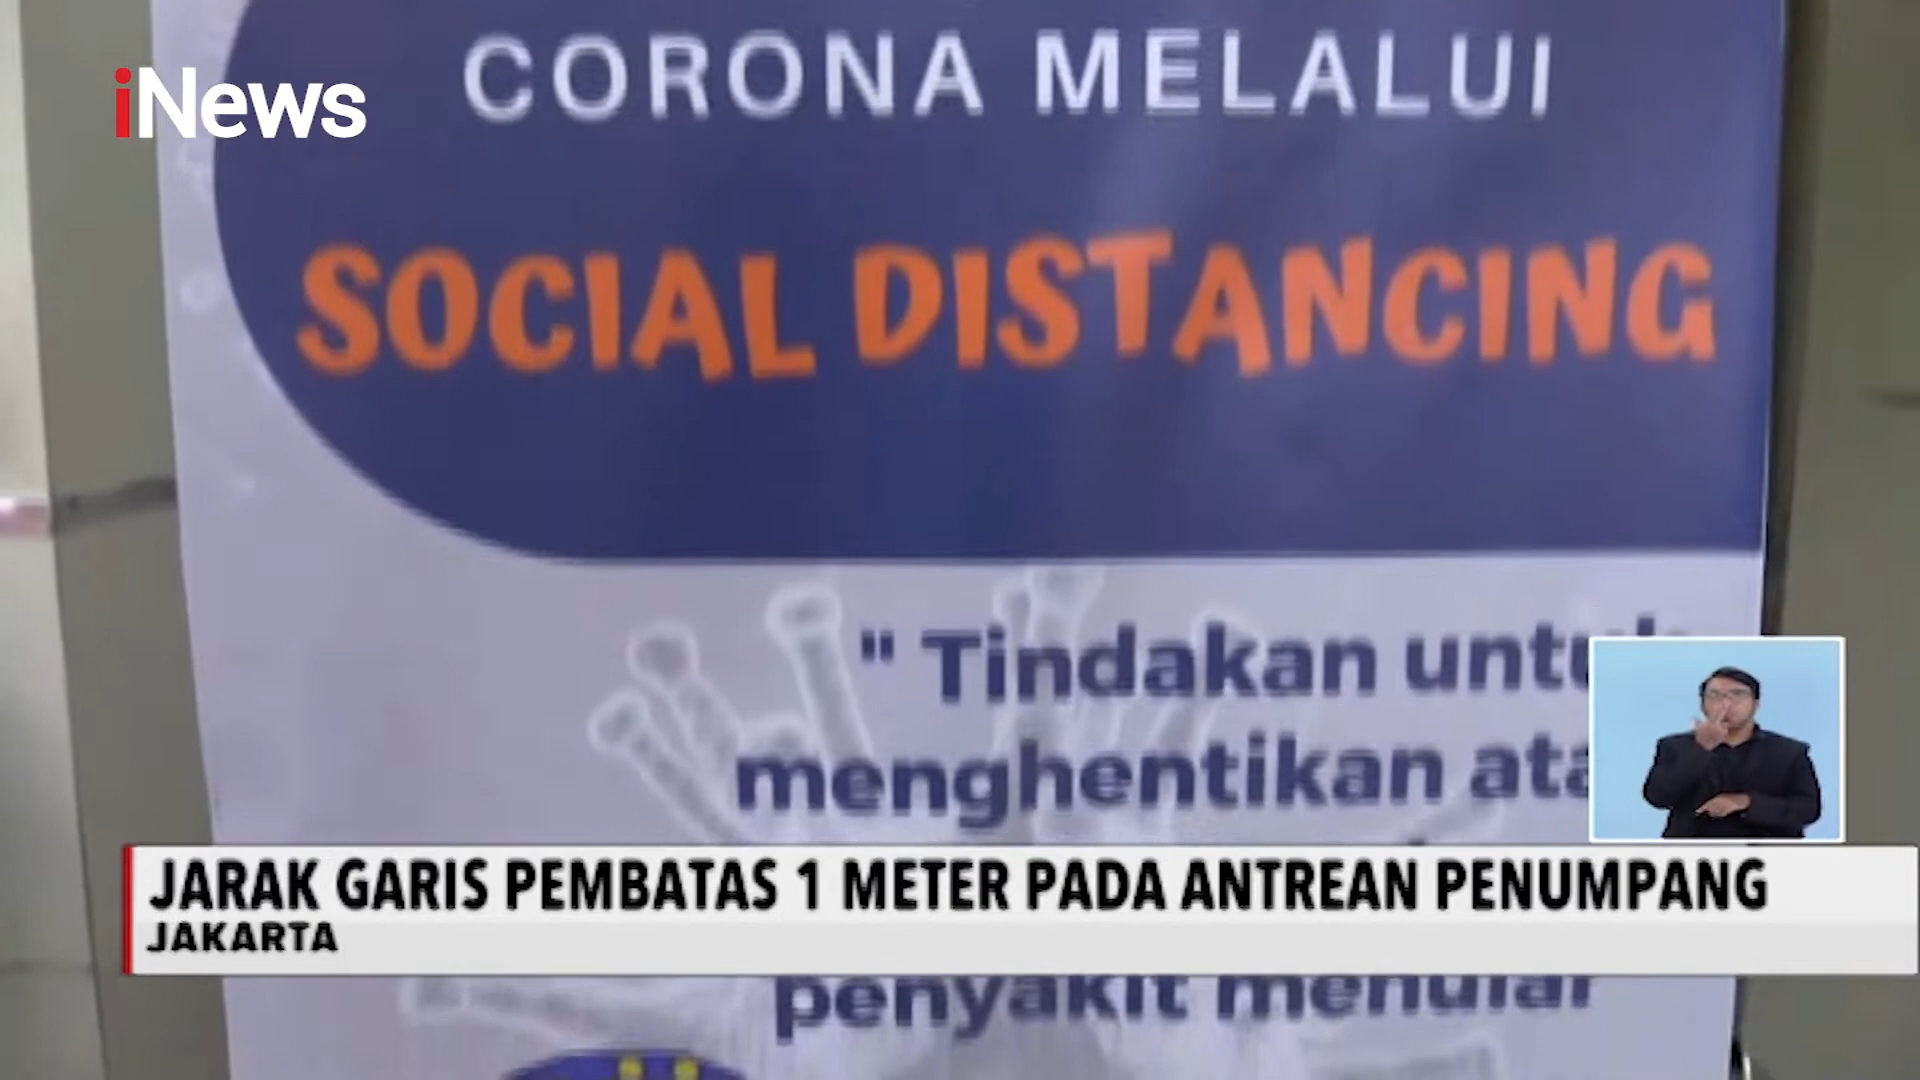 CORONA MELALUI
iNews
SOCIAL DISTANCING
" Tindakan untuk
menghentikan ata
JARAK GARIS PEMBATAS 1 METER PADA ANTREAN PENUMPANG
JAKARTA
penyakit menular